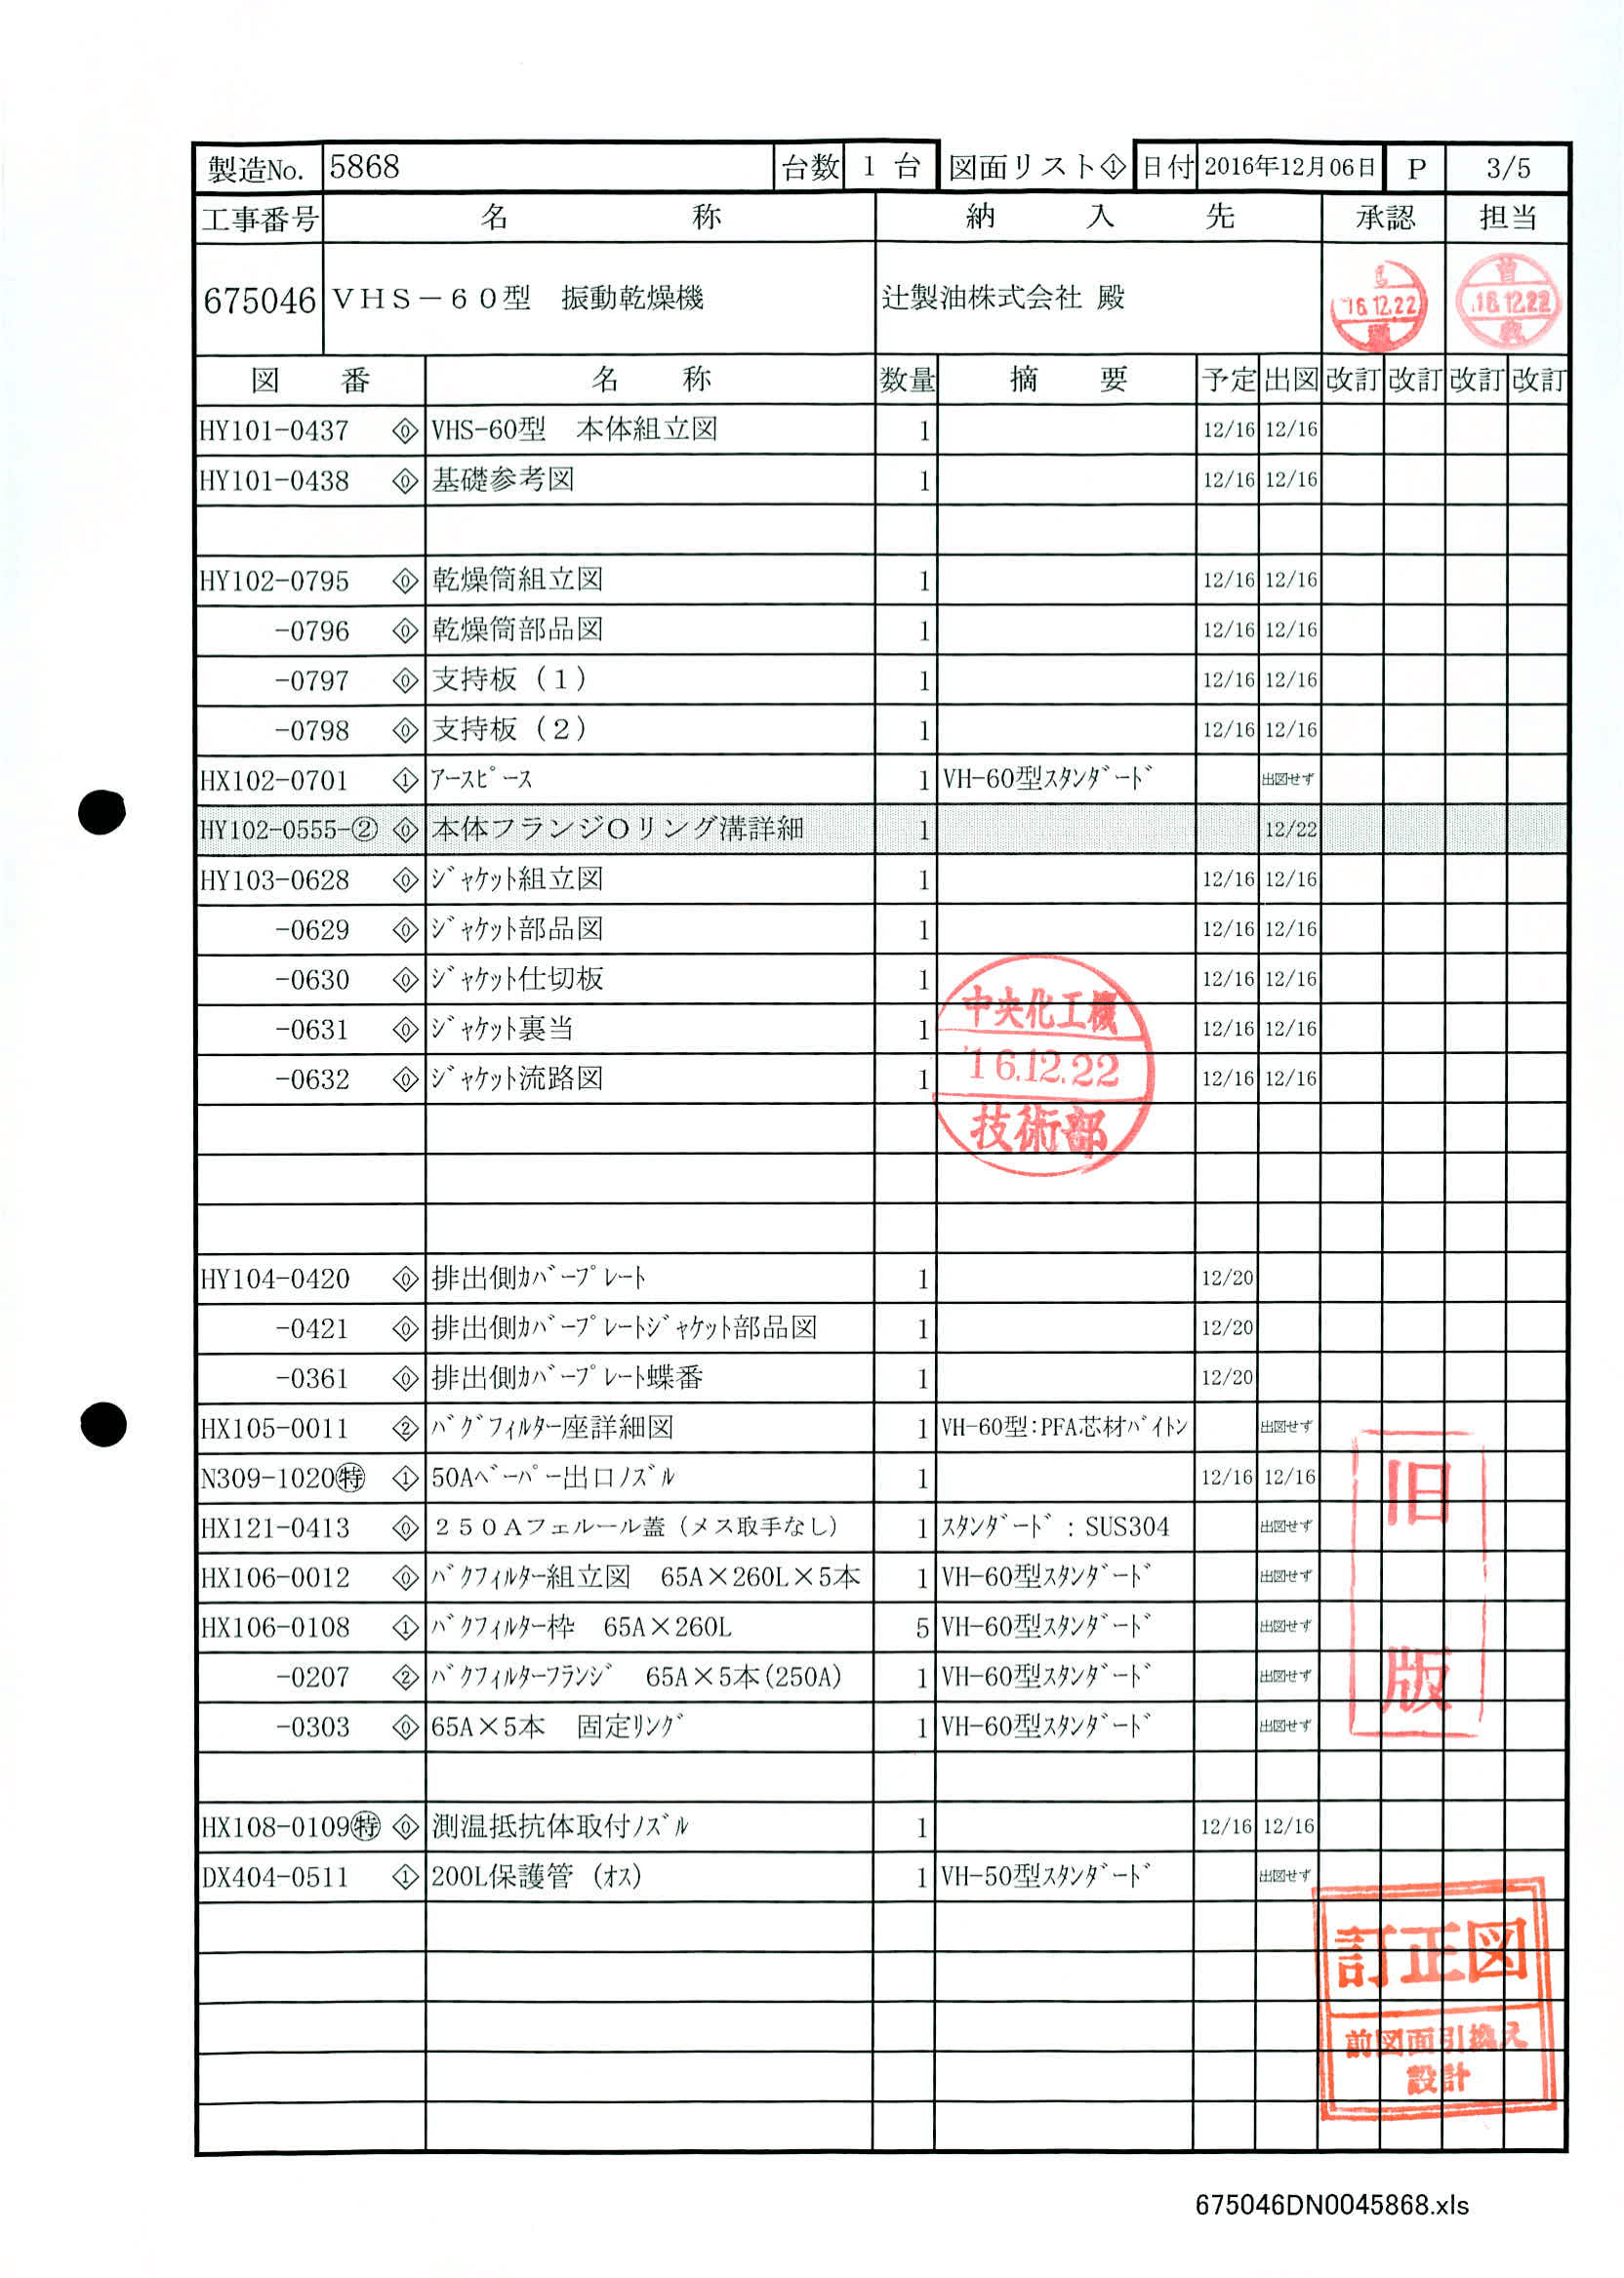 製造No. 5868 台数 1 台 図面リスト① 日付 2016年12月06日 P 3/5
工事番号 名称 納入先 承認 担当
675046 VHS－60型 振動乾燥機 辻製油株式会社 殿 '16.12.22 '16.12.22
図番 名称 数量 摘要 予定 出図 改訂 改訂 改訂 改訂
HY101-0437 ⓪ VHS-60型 本体組立図 1 12/16 12/16
HY101-0438 ⓪ 基礎参考図 1 12/16 12/16
HY102-0795 ⓪ 乾燥筒組立図 1 12/16 12/16
-0796 ⓪ 乾燥筒部品図 1 12/16 12/16
-0797 ⓪ 支持板（1） 1 12/16 12/16
-0798 ⓪ 支持板（2） 1 12/16 12/16
HX102-0701 ① ｱｰｽﾋﾟｰｽ 1 VH-60型ｽﾀﾝﾀﾞｰﾄﾞ 出図せず
HY102-0555-② ⓪ 本体フランジOリング溝詳細 1 12/22
HY103-0628 ⓪ ｼﾞｬｹｯﾄ組立図 1 12/16 12/16
-0629 ⓪ ｼﾞｬｹｯﾄ部品図 1 12/16 12/16
-0630 ⓪ ｼﾞｬｹｯﾄ仕切板 1 12/16 12/16
-0631 ⓪ ｼﾞｬｹｯﾄ裏当 1 12/16 12/16
-0632 ⓪ ｼﾞｬｹｯﾄ流路図 1 12/16 12/16
中央化工機
'16.12.22
技術部
HY104-0420 ⓪ 排出側ｶﾊﾞｰﾌﾟﾚｰﾄ 1 12/20
-0421 ⓪ 排出側ｶﾊﾞｰﾌﾟﾚｰﾄｼﾞｬｹｯﾄ部品図 1 12/20
-0361 ⓪ 排出側ｶﾊﾞｰﾌﾟﾚｰﾄ蝶番 1 12/20
HX105-0011 ② ﾊﾞｸﾞﾌｨﾙﾀｰ座詳細図 1 VH-60型:PFA芯材ﾊﾞｲﾄﾝ 出図せず
N309-1020㊕ ① 50Aﾍﾞｰﾊﾟｰ出口ﾉｽﾞﾙ 1 12/16 12/16
HX121-0413 ⓪ 250Aフェルール蓋（メス取手なし） 1 ｽﾀﾝﾀﾞｰﾄﾞ：SUS304 出図せず
HX106-0012 ⓪ ﾊﾞｸﾌｨﾙﾀｰ組立図 65A×260L×5本 1 VH-60型ｽﾀﾝﾀﾞｰﾄﾞ 出図せず
HX106-0108 ① ﾊﾞｸﾌｨﾙﾀｰ枠 65A×260L 5 VH-60型ｽﾀﾝﾀﾞｰﾄﾞ 出図せず
-0207 ② ﾊﾞｸﾌｨﾙﾀｰﾌﾗﾝｼﾞ 65A×5本(250A) 1 VH-60型ｽﾀﾝﾀﾞｰﾄﾞ 出図せず
-0303 ⓪ 65A×5本 固定ﾘﾝｸﾞ 1 VH-60型ｽﾀﾝﾀﾞｰﾄﾞ 出図せず
旧版
HX108-0109㊕ ⓪ 測温抵抗体取付ﾉｽﾞﾙ 1 12/16 12/16
DX404-0511 ① 200L保護管（ｵｽ） 1 VH-50型ｽﾀﾝﾀﾞｰﾄﾞ 出図せず
訂正図
前図面引換え
設計
675046DN0045868.xls